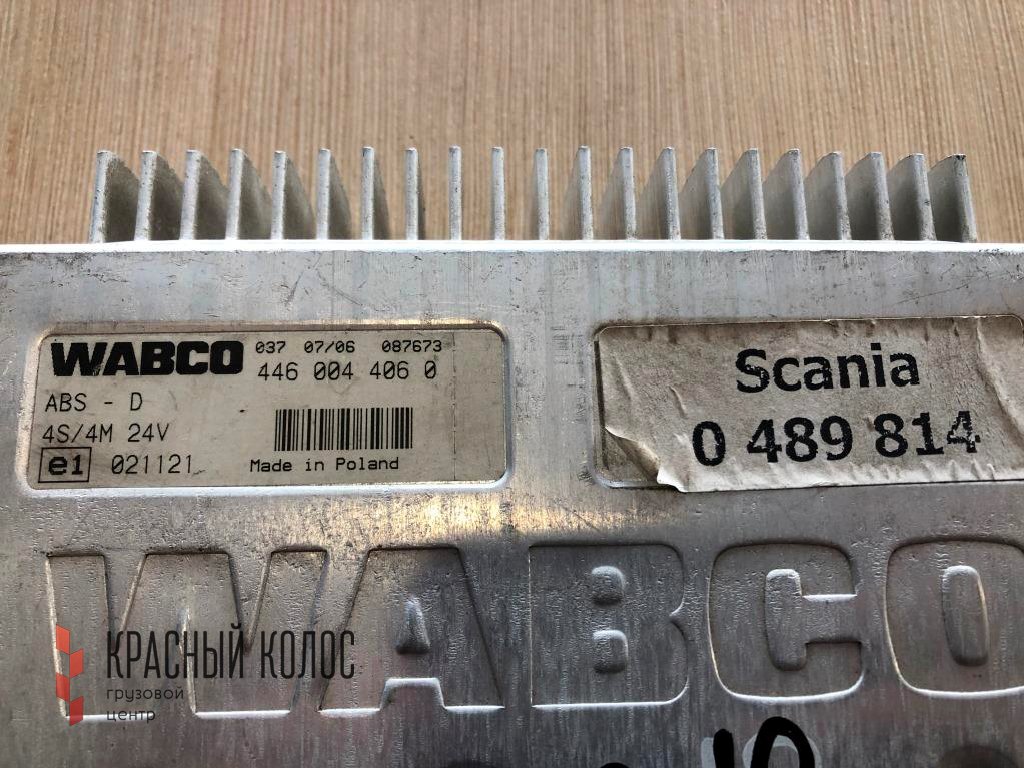 WABCO 037 07/06 087673
446 004 406 0
ABS - D
4S/4M 24V
e1 021121 Made in Poland
Scania
0 489 814
WABCO
КРАСНЫЙ КОЛОС
грузовой
центр